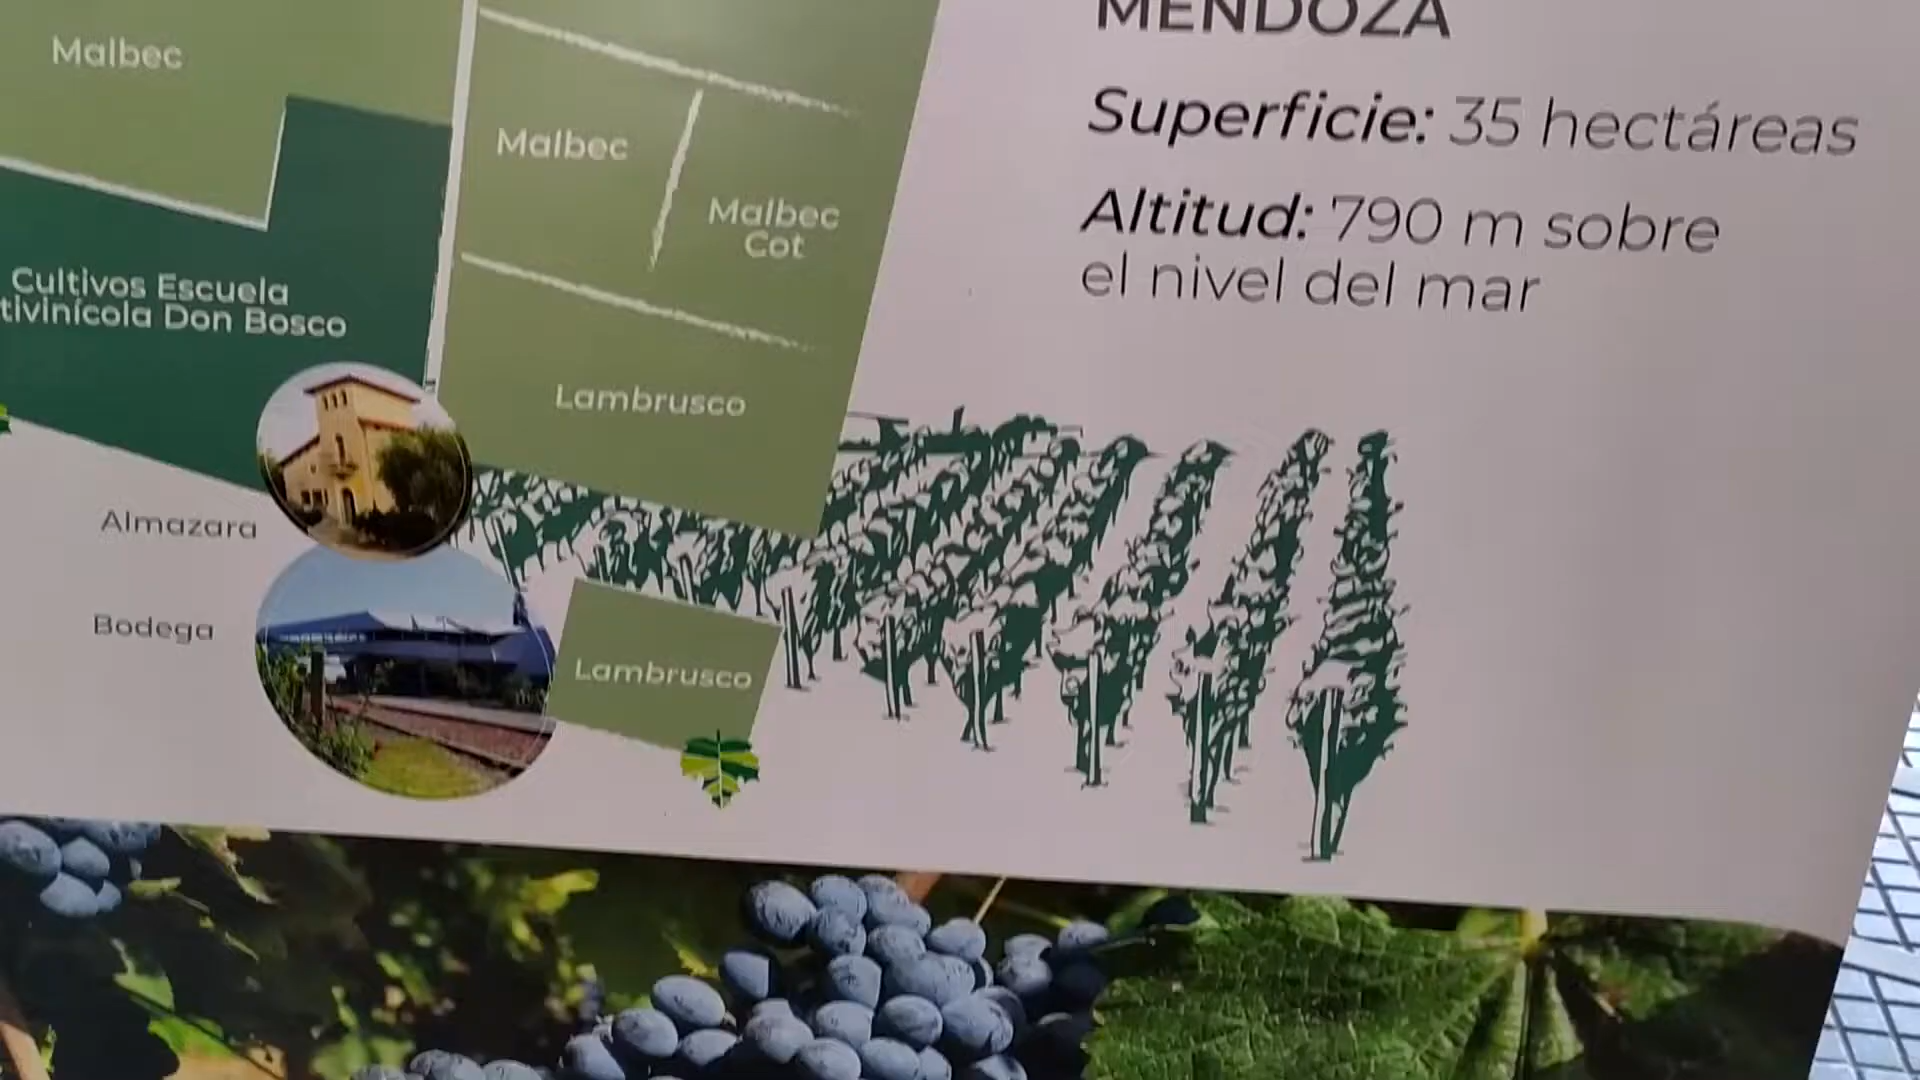 Malbec
Malbec
Malbec
Cot
Cultivos Escuela
tivinícola Don Bosco
Lambrusco
Almazara
Bodega
Lambrusco
MENDOZA
Superficie: 35 hectáreas
Altitud: 790 m sobre
el nivel del mar